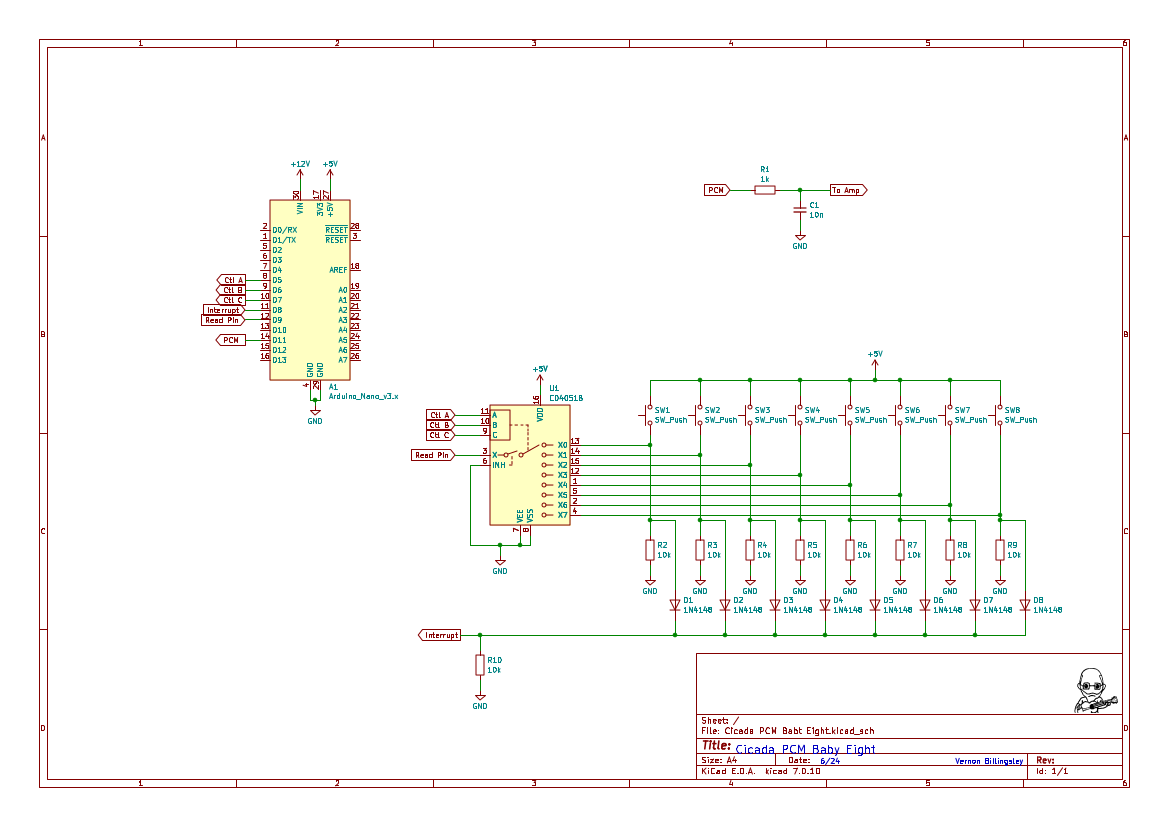 1 2 3 4 5 6
A A
+12V +5V
R1
1k
PCM To Amp
C1
10n
GND
30 17 27
VIN 3V3 +5V
2 D0/RX RESET 28
1 D1/TX RESET 3
5 D2
6 D3
7 D4 AREF 18
Ctl A 8 D5
Ctl B 9 D6 A0 19
Ctl C 10 D7 A1 20
Interrupt 11 D8 A2 21
Read Pin 12 D9 A3 22
13 D10 A4 23
PCM 14 D11 A5 24
15 D12 A6 25
16 D13 A7 26
GND GND
4 29
A1
Arduino_Nano_v3.x
GND
B B
+5V
+5V
U1
CD4051B
16
VDD
Ctl A 11 A
Ctl B 10 B
Ctl C 9 C
Read Pin 3 X
6 INH
X0 13
X1 14
X2 15
X3 12
X4 1
X5 5
X6 2
X7 4
VEE VSS
7 8
GND
SW1 SW2 SW3 SW4 SW5 SW6 SW7 SW8
SW_Push SW_Push SW_Push SW_Push SW_Push SW_Push SW_Push SW_Push
C C
R2 R3 R4 R5 R6 R7 R8 R9
10k 10k 10k 10k 10k 10k 10k 10k
GND GND GND GND GND GND GND GND
D1 D2 D3 D4 D5 D6 D7 D8
1N4148 1N4148 1N4148 1N4148 1N4148 1N4148 1N4148 1N4148
Interrupt
R10
10k
GND
D D
Sheet: /
File: Cicada PCM Babt Eight.kicad_sch
Title: Cicada PCM Baby Eight
Size: A4 Date: 6/24 Vernon Billingsley Rev:
KiCad E.D.A. kicad 7.0.10 Id: 1/1
1 2 3 4 5 6